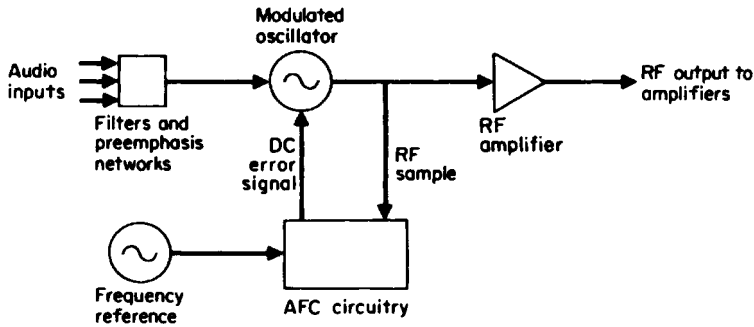 Modulated
oscillator
Audio
inputs
RF output to
amplifiers
Filters and
preemphasis
networks
DC
error
signal
RF
sample
RF
amplifier
Frequency
reference
AFC circuitry